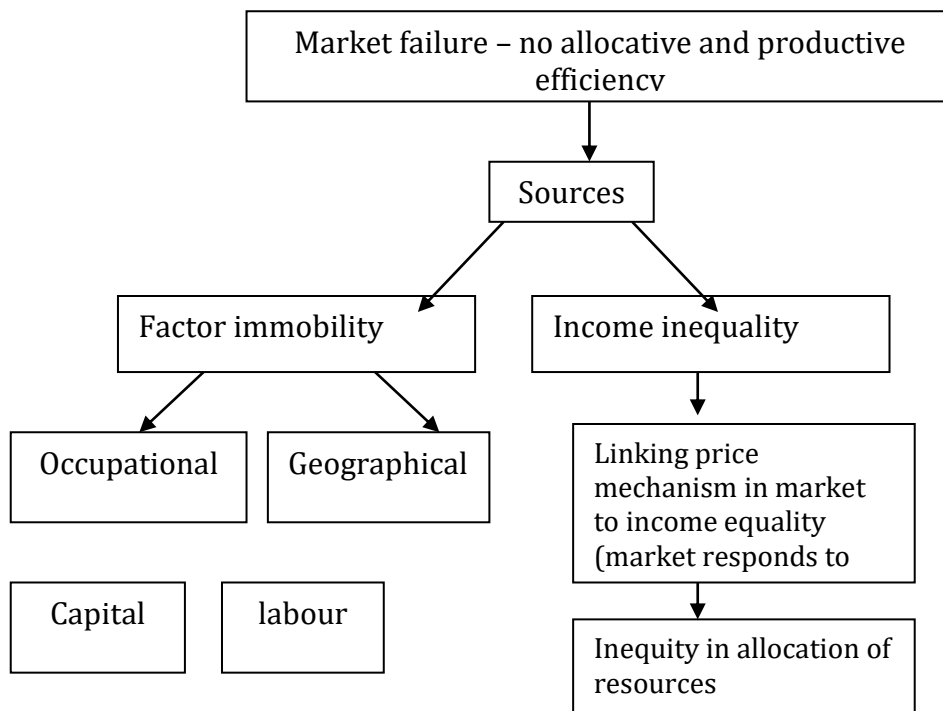 Market failure – no allocative and productive
efficiency
Sources
Factor immobility
Income inequality
Occupational
Geographical
Linking price
mechanism in market
to income equality
(market responds to
Capital
labour
Inequity in allocation of
resources